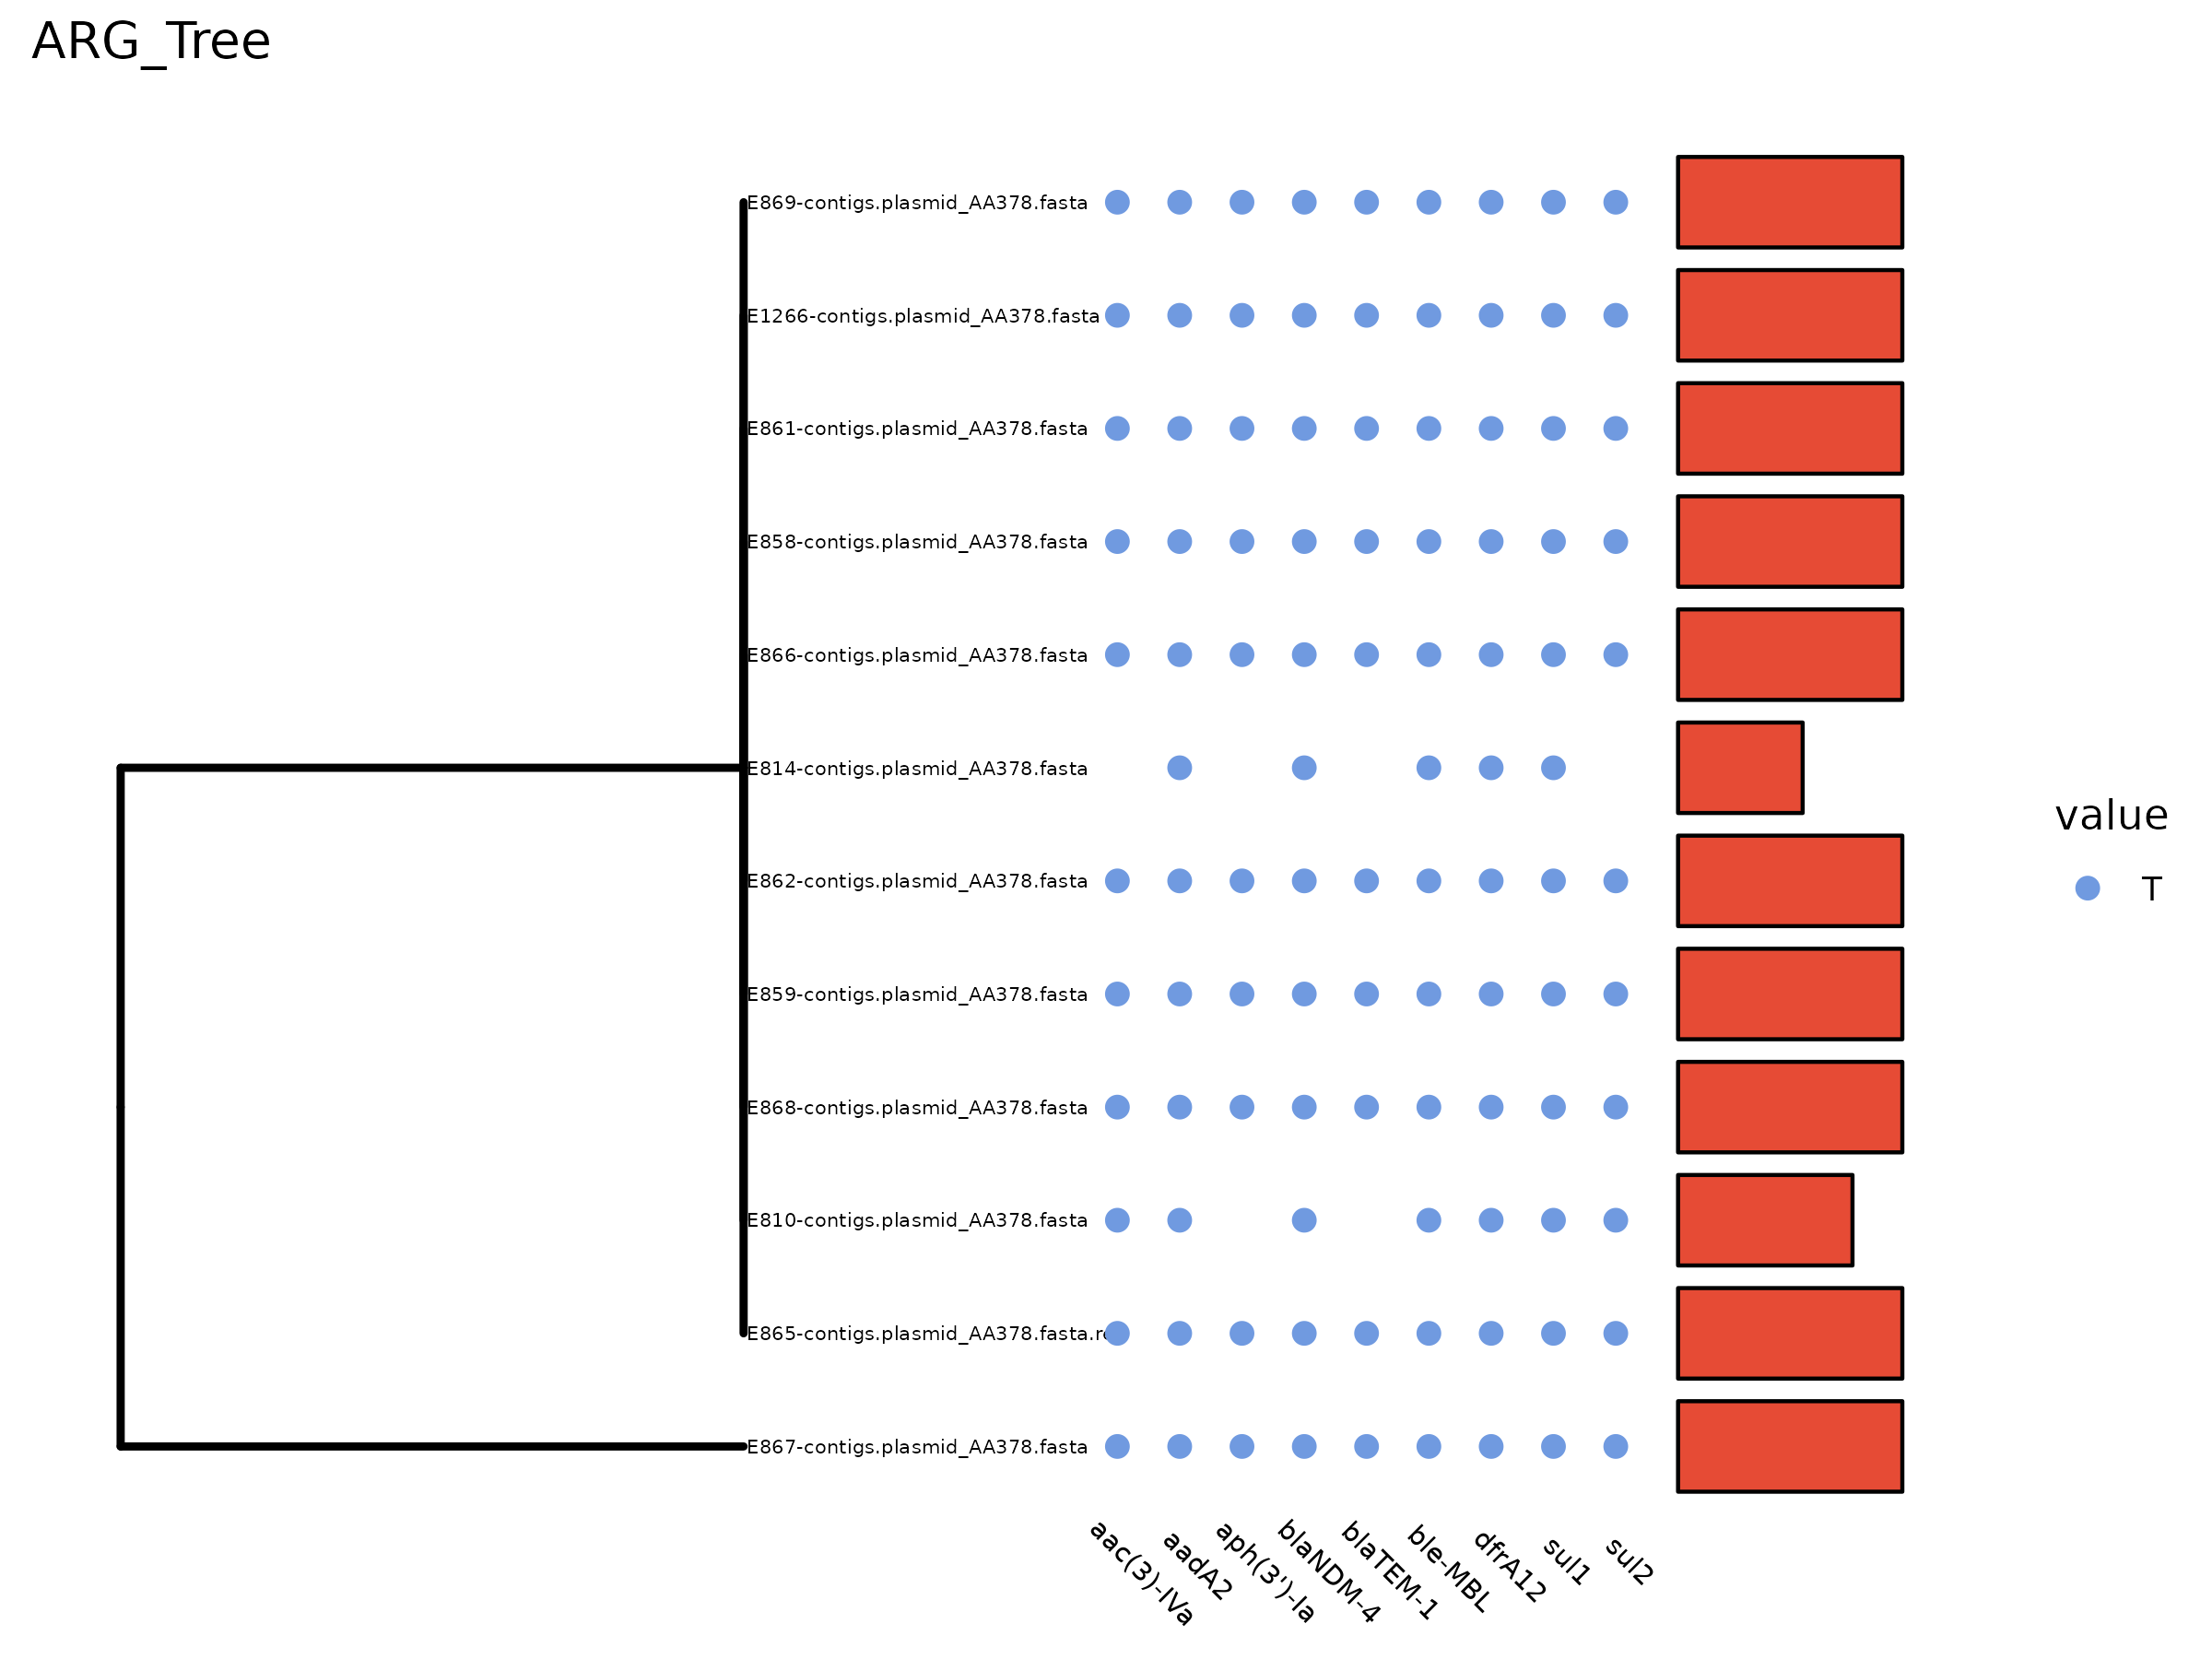 ARG_Tree
E869-contigs.plasmid_AA378.fasta
E1266-contigs.plasmid_AA378.fasta
E861-contigs.plasmid_AA378.fasta
E858-contigs.plasmid_AA378.fasta
E866-contigs.plasmid_AA378.fasta
E814-contigs.plasmid_AA378.fasta
value
E862-contigs.plasmid_AA378.fasta
T
E859-contigs.plasmid_AA378.fasta
E868-contigs.plasmid_AA378.fasta
E810-contigs.plasmid_AA378.fasta
E865-contigs.plasmid_AA378.fasta.r
E867-contigs.plasmid_AA378.fasta
aac(3)-IVa
aadA2
aph(3')-Ia
blaNDM-4
blaTEM-1
ble-MBL
dfrA12
sul1
sul2